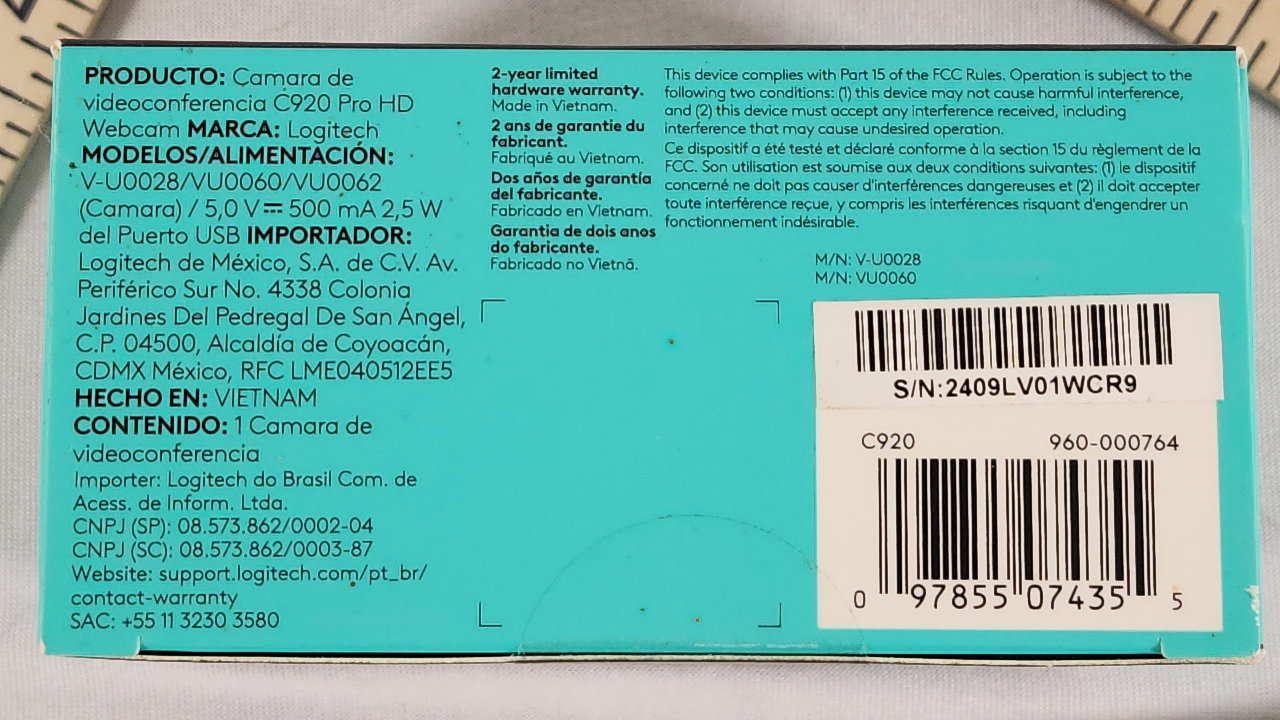 PRODUCTO: Camara de
videoconferencia C920 Pro HD
Webcam MARCA: Logitech
MODELOS/ALIMENTACIÓN:
V-U0028/VU0060/VU0062
(Camara) / 5,0 V⎓ 500 mA 2,5 W
del Puerto USB IMPORTADOR:
Logitech de México, S.A. de C.V. Av.
Periférico Sur No. 4338 Colonia
Jardines Del Pedregal De San Ángel,
C.P. 04500, Alcaldía de Coyoacán,
CDMX México, RFC LME040512EE5
HECHO EN: VIETNAM
CONTENIDO: 1 Camara de
videoconferencia
Importer: Logitech do Brasil Com. de
Acess. de Inform. Ltda.
CNPJ (SP): 08.573.862/0002-04
CNPJ (SC): 08.573.862/0003-87
Website: support.logitech.com/pt_br/
contact-warranty
SAC: +55 11 3230 3580
2-year limited
hardware warranty.
Made in Vietnam.
2 ans de garantie du
fabricant.
Fabriqué au Vietnam.
Dos años de garantía
del fabricante.
Fabricado en Vietnam.
Garantia de dois anos
do fabricante.
Fabricado no Vietnã.
This device complies with Part 15 of the FCC Rules. Operation is subject to the
following two conditions: (1) this device may not cause harmful interference,
and (2) this device must accept any interference received, including
interference that may cause undesired operation.
Ce dispositif a été testé et déclaré conforme à la section 15 du règlement de la
FCC. Son utilisation est soumise aux deux conditions suivantes: (1) le dispositif
concerné ne doit pas causer d'interférences dangereuses et (2) il doit accepter
toute interférence reçue, y compris les interférences risquant d'engendrer un
fonctionnement indésirable.
M/N: V-U0028
M/N: VU0060
S/N:2409LV01WCR9
C920 960-000764
0 97855 07435 5